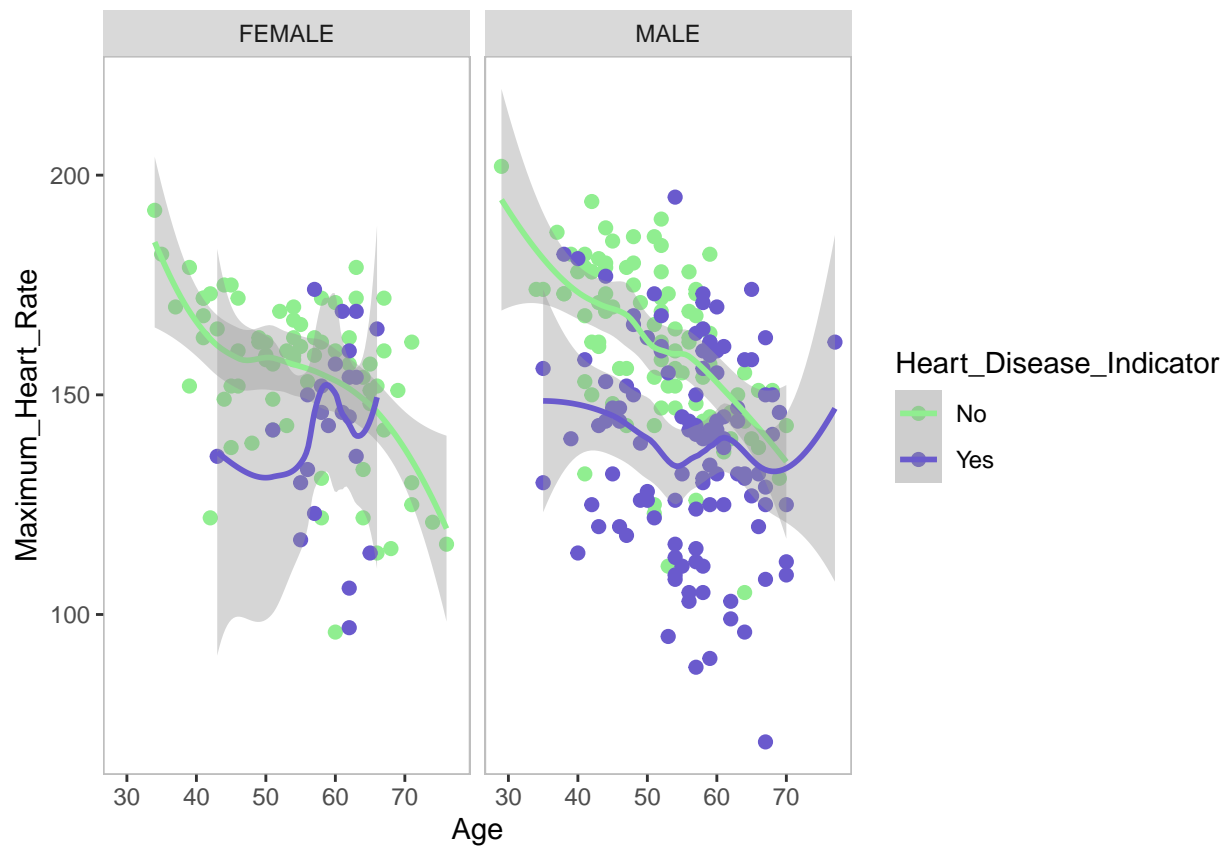 FEMALE MALE
200
150
100
Maximum_Heart_Rate
30 40 50 60 70 30 40 50 60 70
Age
Heart_Disease_Indicator
No
Yes